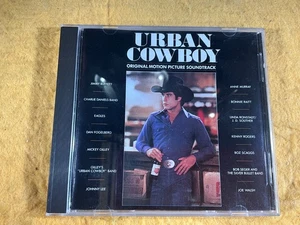 URBAN
COWBOY
ORIGINAL MOTION PICTURE SOUNDTRACK
JIMMY BUFFETT
CHARLIE DANIELS BAND
EAGLES
DAN FOGELBERG
MICKEY GILLEY
GILLEY'S
"URBAN COWBOY" BAND
JOHNNY LEE
ANNE MURRAY
BONNIE RAITT
LINDA RONSTADT/
J. D. SOUTHER
KENNY ROGERS
BOZ SCAGGS
BOB SEGER AND
THE SILVER BULLET BAND
JOE WALSH